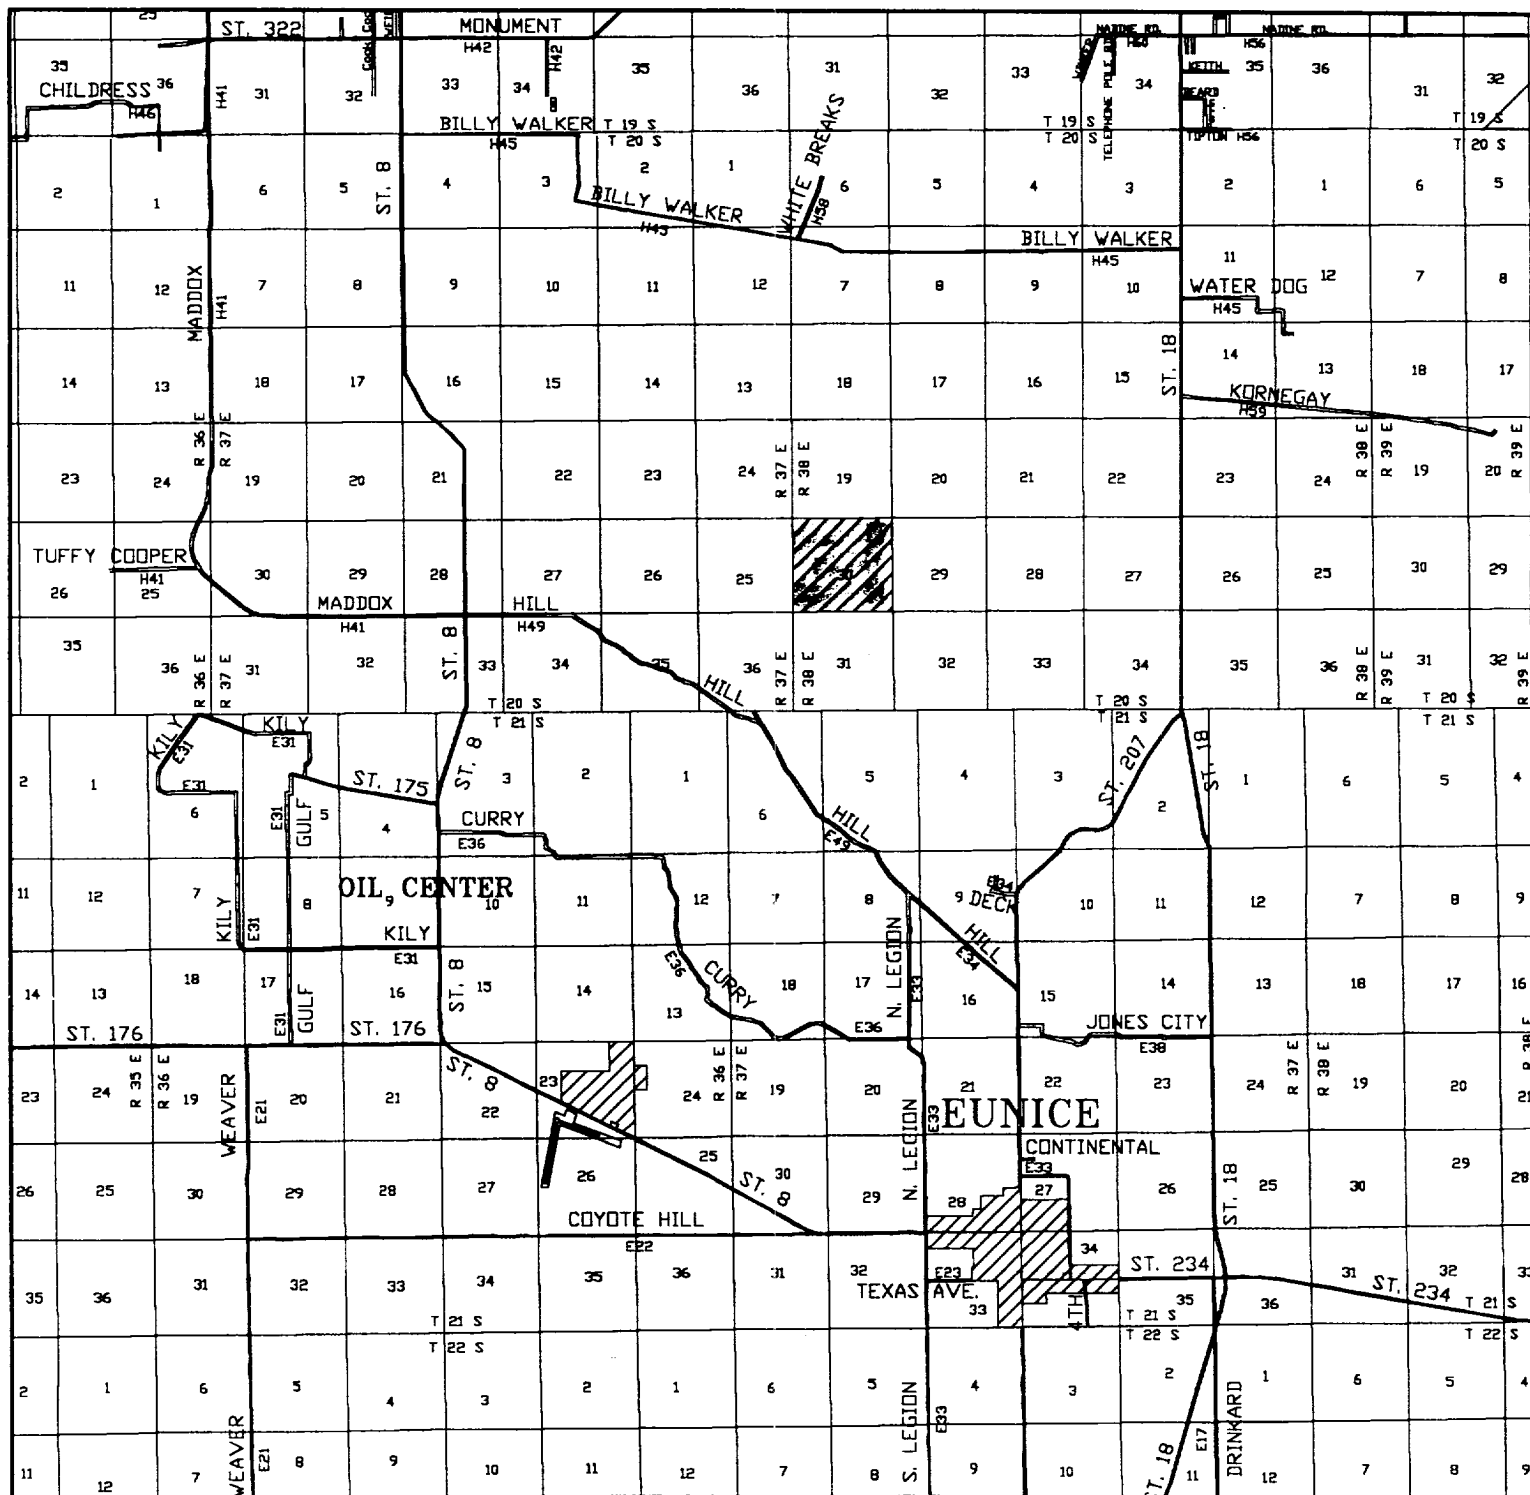 25 ST. 322 MONUMENT NADINE RD. NADINE RD.
H42 H42 H60 H56
35 36 H41 31 32 33 34 35 36 31 32 33 34 KEITH 35 36 31 32
CHILDRESS TELEPHONE POLE RD BEARD
H46 BILLY WALKER T 19 S T 19 S T 19 S
H45 T 20 S T 20 S TIPTON H56 T 20 S
2 1 6 5 ST. 8 4 3 2 1 WHITE BREAKS 6 5 4 3 2 1 6 5
BILLY WALKER H58
H45 BILLY WALKER
H45
11 12 MADDOX 7 8 9 10 11 12 7 8 9 10 11 12 7 8
H41 WATER DOG
H45
14 13 18 17 16 15 14 13 18 17 16 15 ST. 18 14 13 18 17
KORNEGAY
H59
R 36 E R 37 E R 37 E R 38 E R 38 E R 39 E R 39 E
23 24 19 20 21 22 23 24 19 20 21 22 23 24 19 20
TUFFY COOPER
H41
26 25 30 29 28 27 26 25 30 29 28 27 26 25 30 29
MADDOX HILL
H41 H49
35 36 31 32 ST. 8 33 34 35 36 31 32 33 34 35 36 31 32
R 36 E R 37 E HILL R 37 E R 38 E R 38 E R 39 E R 39 E
T 20 S T 20 S T 20 S
T 21 S T 21 S T 21 S
KILY KILY
E31 E31
2 1 E31 ST. 175 ST. 8 3 2 1 5 4 3 ST. 207 ST. 18 1 6 5 4
6 E31 GULF 5 4 CURRY 6 HILL 2
E36 E49
11 12 7 8 OIL CENTER 9 10 11 12 7 8 9 E34 DECK 10 11 12 7 8 9
KILY E31 KILY HILL
E31 E34
14 13 18 17 16 ST. 8 15 14 13 E36 CURRY 18 17 N. LEGION E33 16 15 14 13 18 17 16
ST. 176 E31 GULF ST. 176 E36 JONES CITY
E38
R 35 E R 36 E ST. 8 R 36 E R 37 E R 37 E R 38 E R 38 E
23 24 19 WEAVER E21 20 21 22 23 24 19 20 21 22 23 24 19 20 21
N. LEGION E33 EUNICE
CONTINENTAL
E33
26 25 30 29 28 27 26 25 30 29 28 27 26 ST. 18 25 30 29 28
ST. 8
COYOTE HILL
E22
35 36 31 32 33 34 35 36 31 32 33 34 35 36 31 32 33
E23 ST. 234 ST. 234
TEXAS AVE. 4TH
T 21 S T 21 S T 21 S
T 22 S T 22 S T 22 S
2 1 6 5 4 3 2 1 6 5 4 3 2 1 6 5 4
WEAVER E21 S. LEGION E33 ST. 18 E17 DRINKARD
11 12 7 8 9 10 11 12 7 8 9 10 11 12 7 8 9